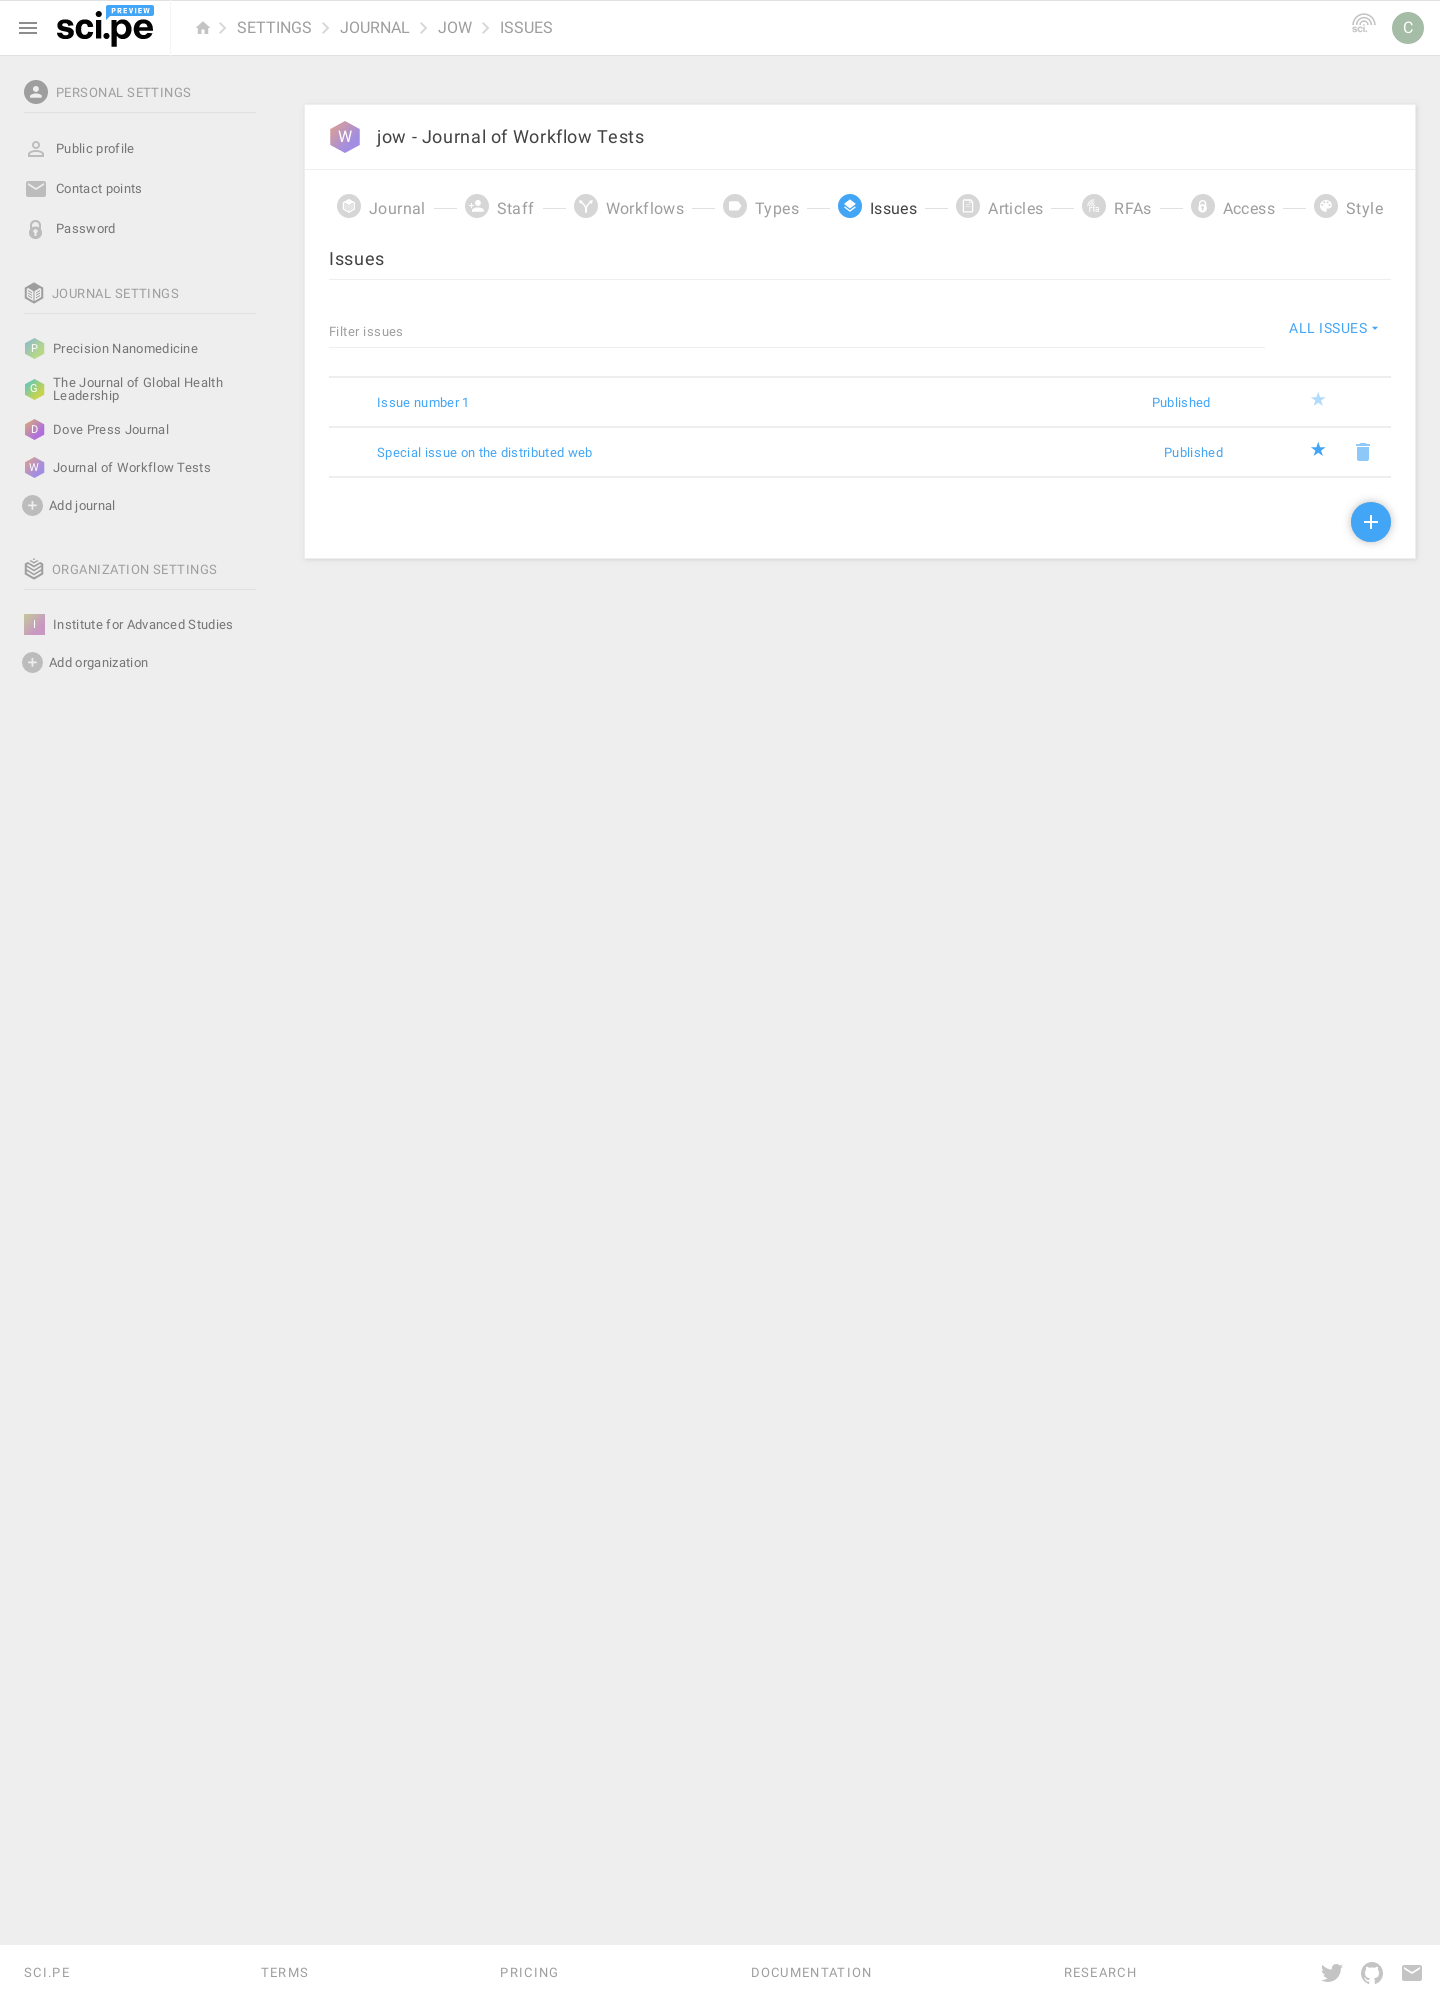 PREVIEW
sci.pe
SETTINGS JOURNAL JOW ISSUES
sci.
C
PERSONAL SETTINGS
Public profile
Contact points
Password
JOURNAL SETTINGS
P Precision Nanomedicine
G The Journal of Global Health
Leadership
D Dove Press Journal
W Journal of Workflow Tests
Add journal
ORGANIZATION SETTINGS
I Institute for Advanced Studies
Add organization
W jow - Journal of Workflow Tests
Journal Staff Workflows Types Issues Articles RFAs Access Style
Issues
Filter issues
ALL ISSUES
Issue number 1 Published
Special issue on the distributed web Published
SCI.PE TERMS PRICING DOCUMENTATION RESEARCH